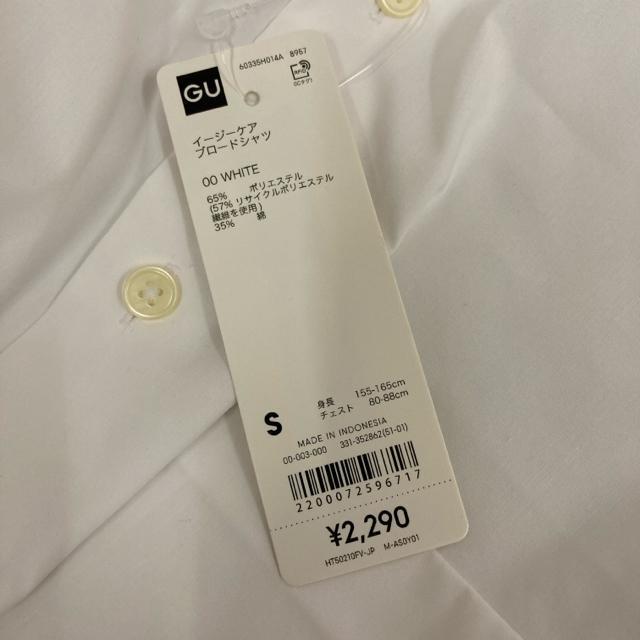 60335H014A 8957
GU
RFID
(ICタグ)
イージーケア
ブロードシャツ
00 WHITE
65% ポリエステル
(57% リサイクルポリエステル
繊維を使用)
35% 綿
S
身長 155-165cm
チェスト 80-88cm
MADE IN INDONESIA
00-003-000 331-352862(51-01)
2200072596717
¥2,290
HT50210FV-JP M-AS0Y01